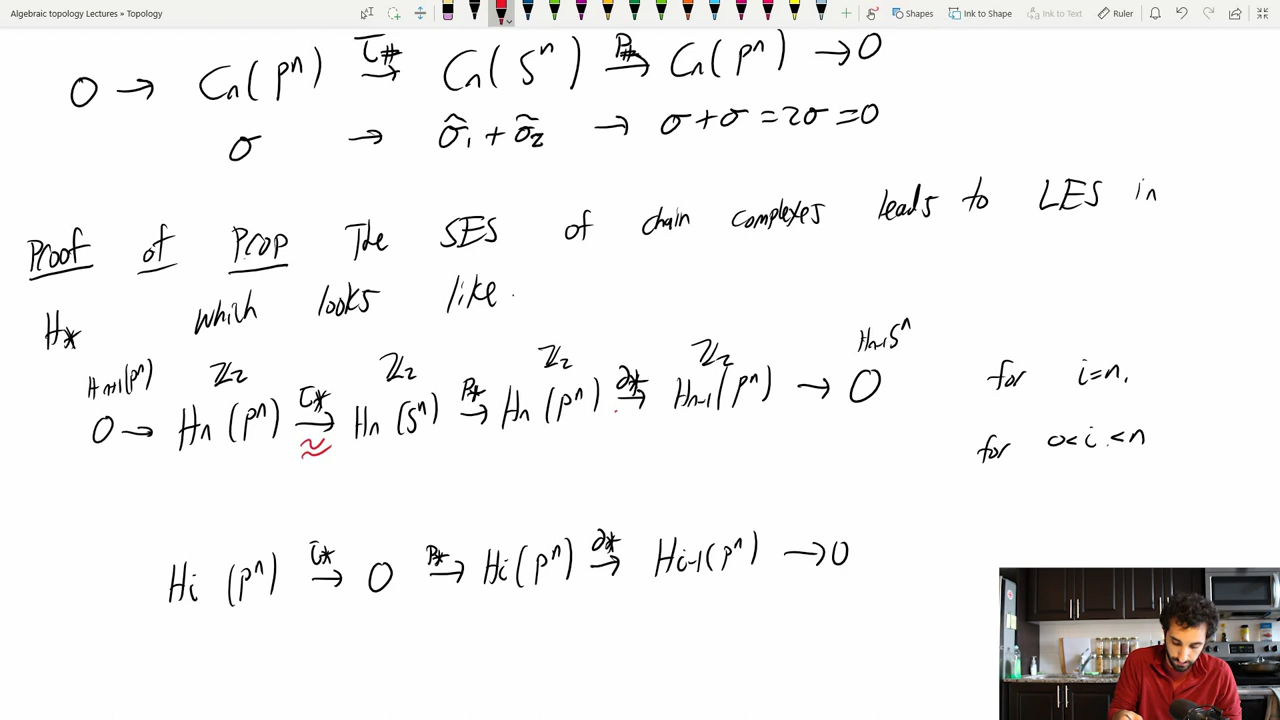 Algebraic topology Lectures – Topology
Shapes Ink to Shape Ink to Text Ruler
0 → Cn(Pⁿ) →^{τ#} Cn(Sⁿ) →^{P#} Cn(Pⁿ) → 0
σ → σ̃₁ + σ̃₂ → σ + σ = 2σ = 0
Proof of Prop The SES of chain complexes leads to LES in
H* which looks like.
Hn+1(Pⁿ) ℤ₂ ℤ₂ ℤ₂ ℤ₂ Hn-1 Sⁿ
0 → Hn(Pⁿ) →^{τ*}_{≈} Hn(Sⁿ) →^{P*} Hn(Pⁿ) →^{∂*} Hn-1(Pⁿ) → 0 for i=n.
for 0<i<n
Hi(Pⁿ) →^{τ*} 0 →^{P*} Hi(Pⁿ) →^{∂*} Hi-1(Pⁿ) → 0